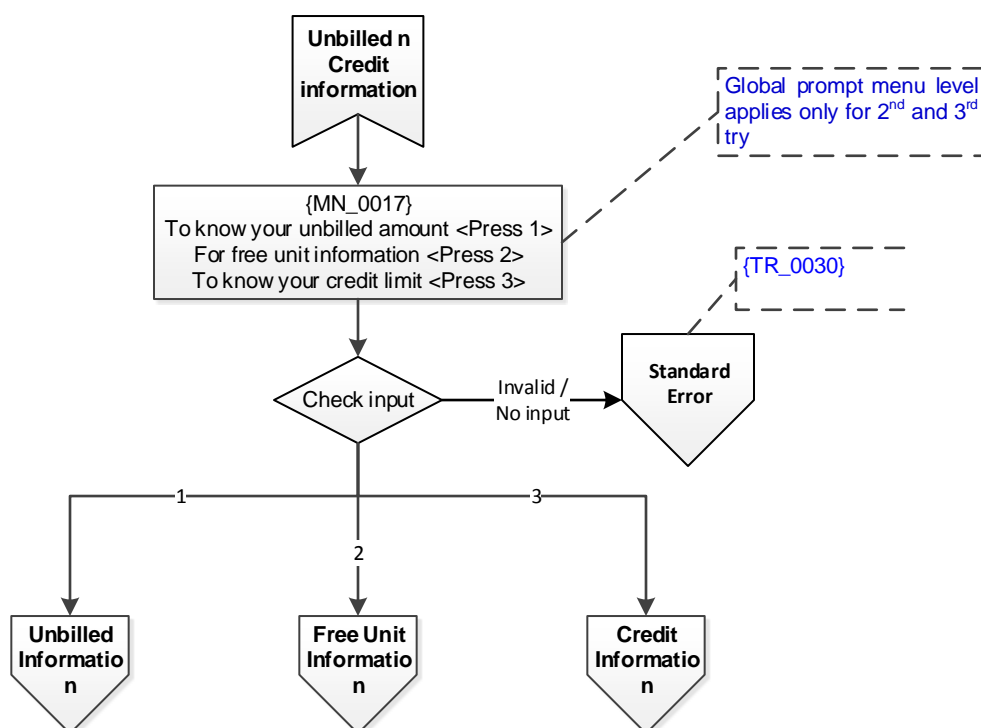 Unbilled n
Credit
information
Global prompt menu level
applies only for 2nd and 3rd
try
{MN_0017}
To know your unbilled amount <Press 1>
For free unit information <Press 2>
To know your credit limit <Press 3>
{TR_0030}
Standard
Error
Check input
Invalid /
No input
1
3
2
Unbilled
Informatio
n
Free Unit
Informatio
n
Credit
Informatio
n